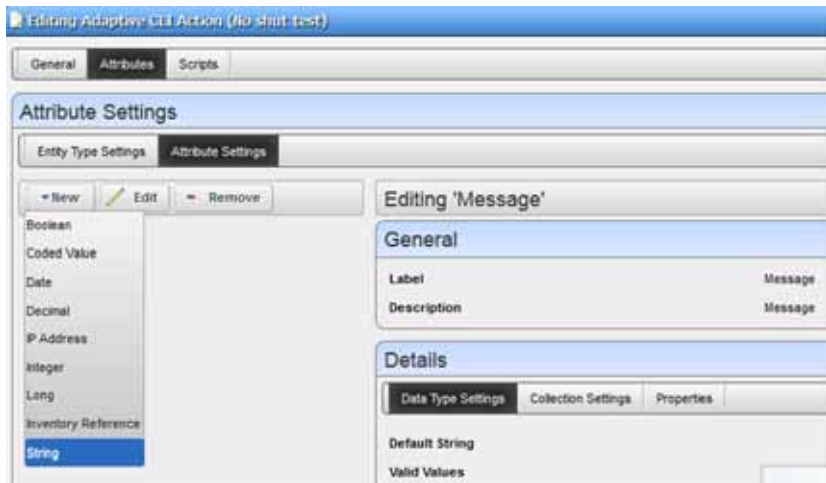 Editing Adaptive CLI Action (No shut test)
General Attributes Scripts
Attribute Settings
Entity Type Settings Attribute Settings
New Edit Remove
Boolean
Coded Value
Date
Decimal
IP Address
Integer
Long
Inventory Reference
String
Editing 'Message'
General
Label Message
Description Message
Details
Data Type Settings Collection Settings Properties
Default String
Valid Values